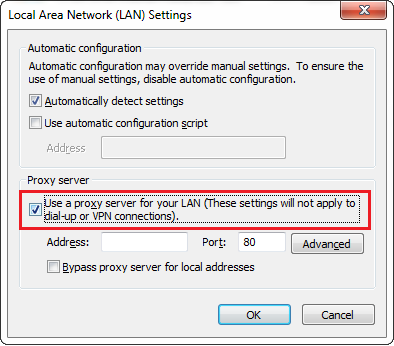 Local Area Network (LAN) Settings
Automatic configuration
Automatic configuration may override manual settings. To ensure the
use of manual settings, disable automatic configuration.
Automatically detect settings
Use automatic configuration script
Address
Proxy server
Use a proxy server for your LAN (These settings will not apply to
dial-up or VPN connections).
Address:
Port: 80 Advanced
Bypass proxy server for local addresses
OK Cancel